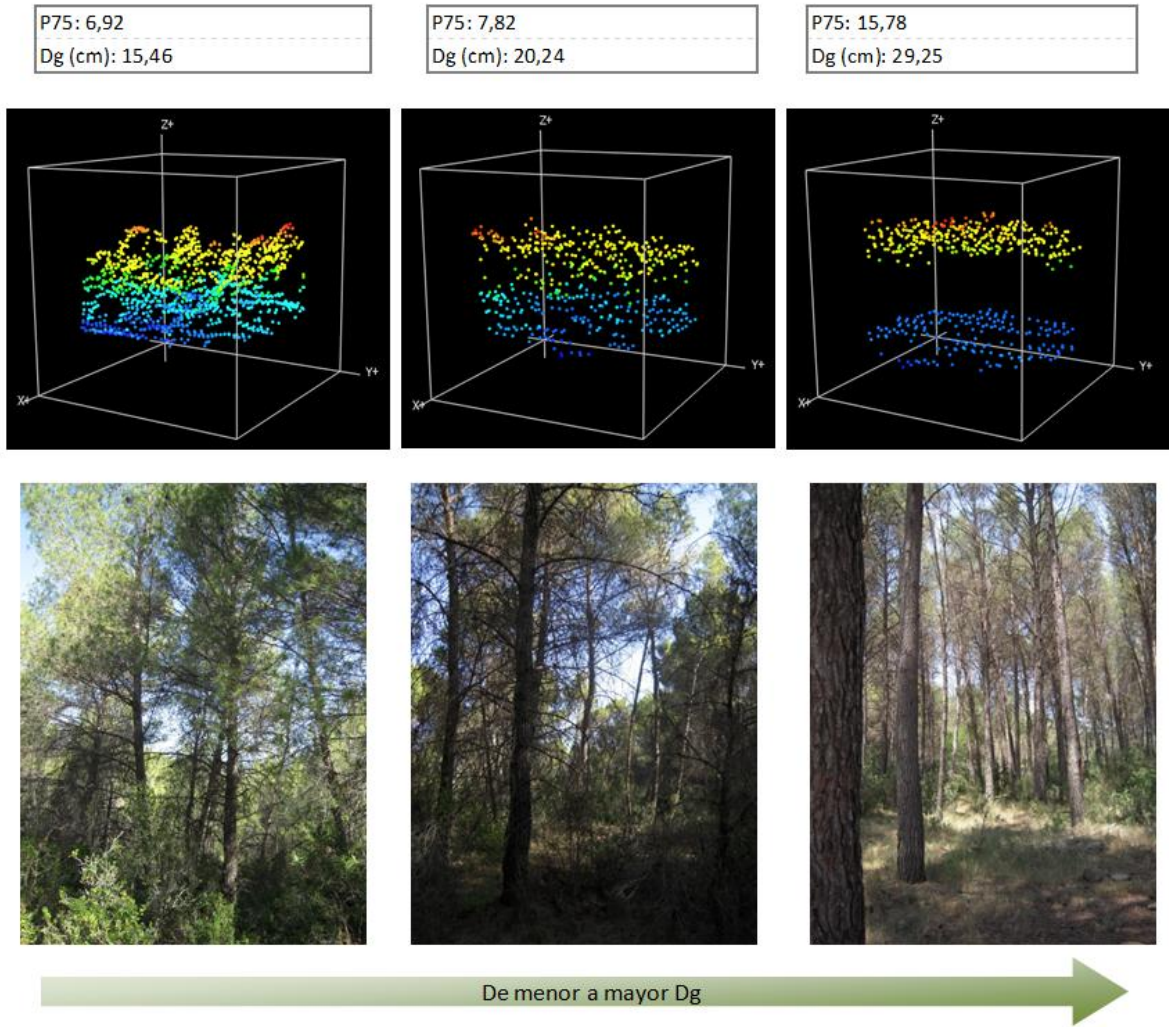 P75: 6,92
Dg (cm): 15,46
P75: 7,82
Dg (cm): 20,24
P75: 15,78
Dg (cm): 29,25
Z+
Y+
X+
Z+
Y+
X+
Z+
Y+
X+
De menor a mayor Dg